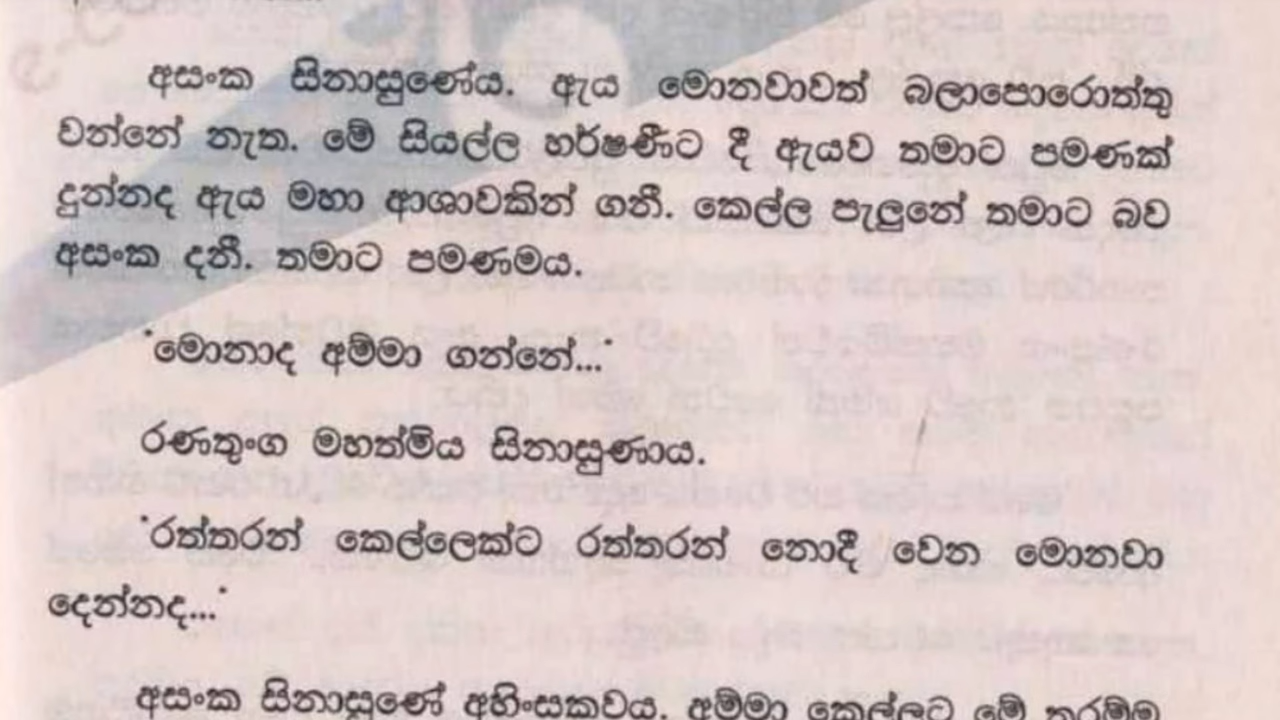 අසංක සිනාසුණේය. ඇය මොනවාවත් බලාපොරොත්තු
වන්නේ නැත. මේ සියල්ල හර්ෂණීට දී ඇයව තමාට පමණක්
දුන්නද ඇය මහා ආශාවකින් ගනී. කෙල්ල පැලුනේ තමාට බව
අසංක දනී. තමාට පමණමය.
'මොනාද අම්මා ගන්නේ...'
රණතුංග මහත්මිය සිනාසුණාය.
'රත්තරන් කෙල්ලෙක්ට රත්තරන් නොදී වෙන මොනවා
දෙන්නද...'
අසංක සිනාසුණේ අහිංසකවය. අම්මා කෙල්ලට මේ තරම්ම